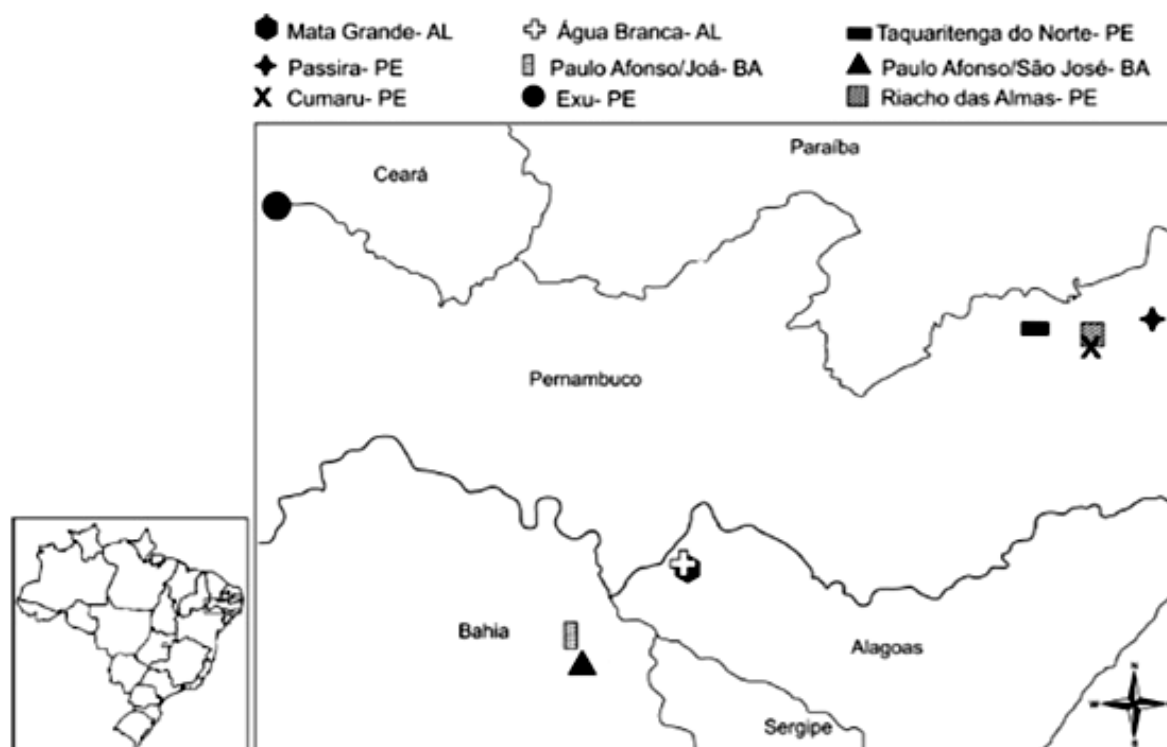 Mata Grande- AL
Água Branca- AL
Taquaritenga do Norte- PE
Passira- PE
Paulo Afonso/Joá- BA
Paulo Afonso/São José- BA
Cumaru- PE
Exu- PE
Riacho das Almas- PE
Paraíba
Ceará
Pernambuco
Bahia
Alagoas
Sergipe